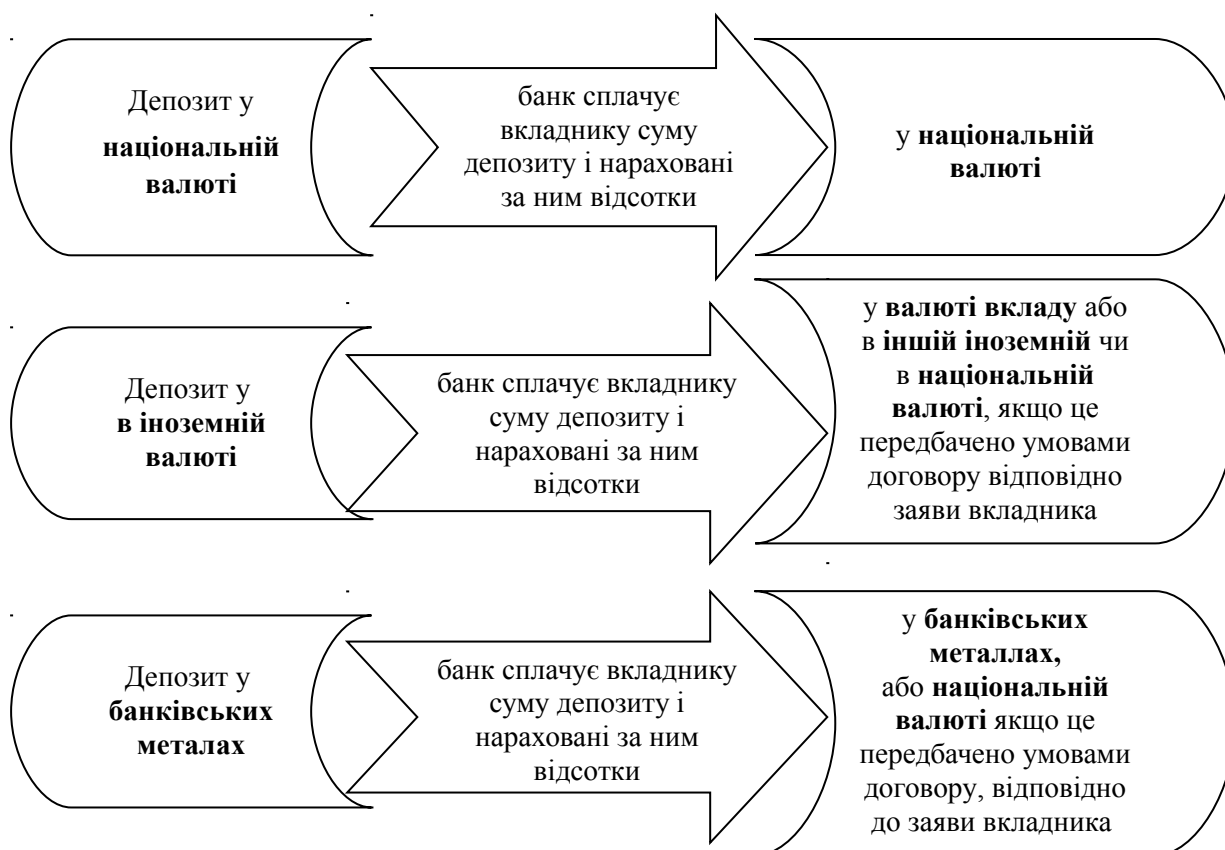 Депозит у
національній
валюті
банк сплачує
вкладнику суму
депозиту і нараховані
за ним відсотки
у національній
валюті
Депозит у
в іноземній
валюті
банк сплачує вкладнику
суму депозиту і
нараховані за ним
відсотки
у валюті вкладу або
в іншій іноземній чи
в національній
валюті, якщо це
передбачено умовами
договору відповідно
заяви вкладника
Депозит у
банківських
металах
банк сплачує вкладнику
суму депозиту і
нараховані за ним
відсотки
у банківських
металлах,
або національній
валюті якщо це
передбачено умовами
договору, відповідно
до заяви вкладника